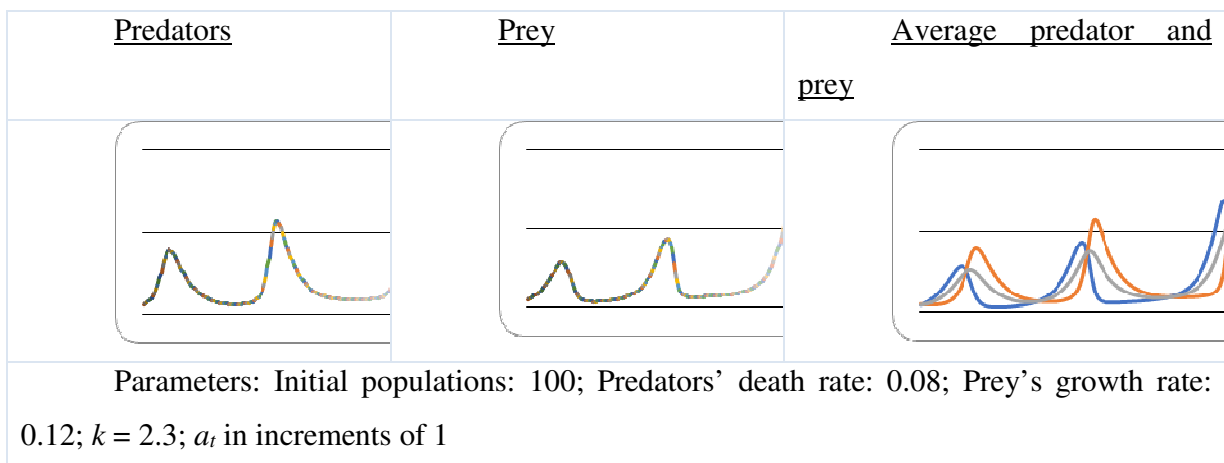 Predators
Prey
Average predator and
prey
Parameters: Initial populations: 100; Predators’ death rate: 0.08; Prey’s growth rate:
0.12; k = 2.3; at in increments of 1